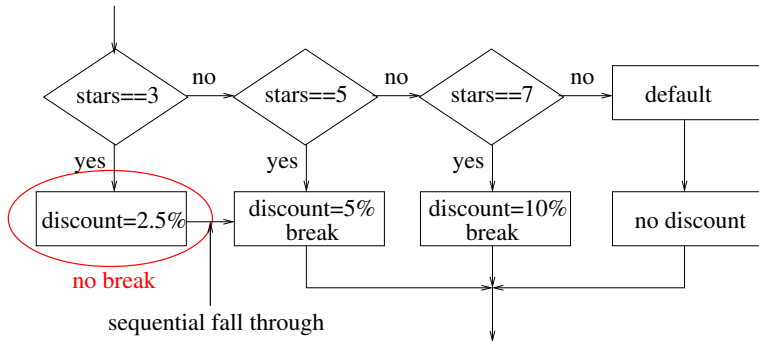 stars==3
no
stars==5
no
stars==7
no
default
yes
yes
yes
discount=2.5%
discount=5%
break
discount=10%
break
no discount
no break
sequential fall through